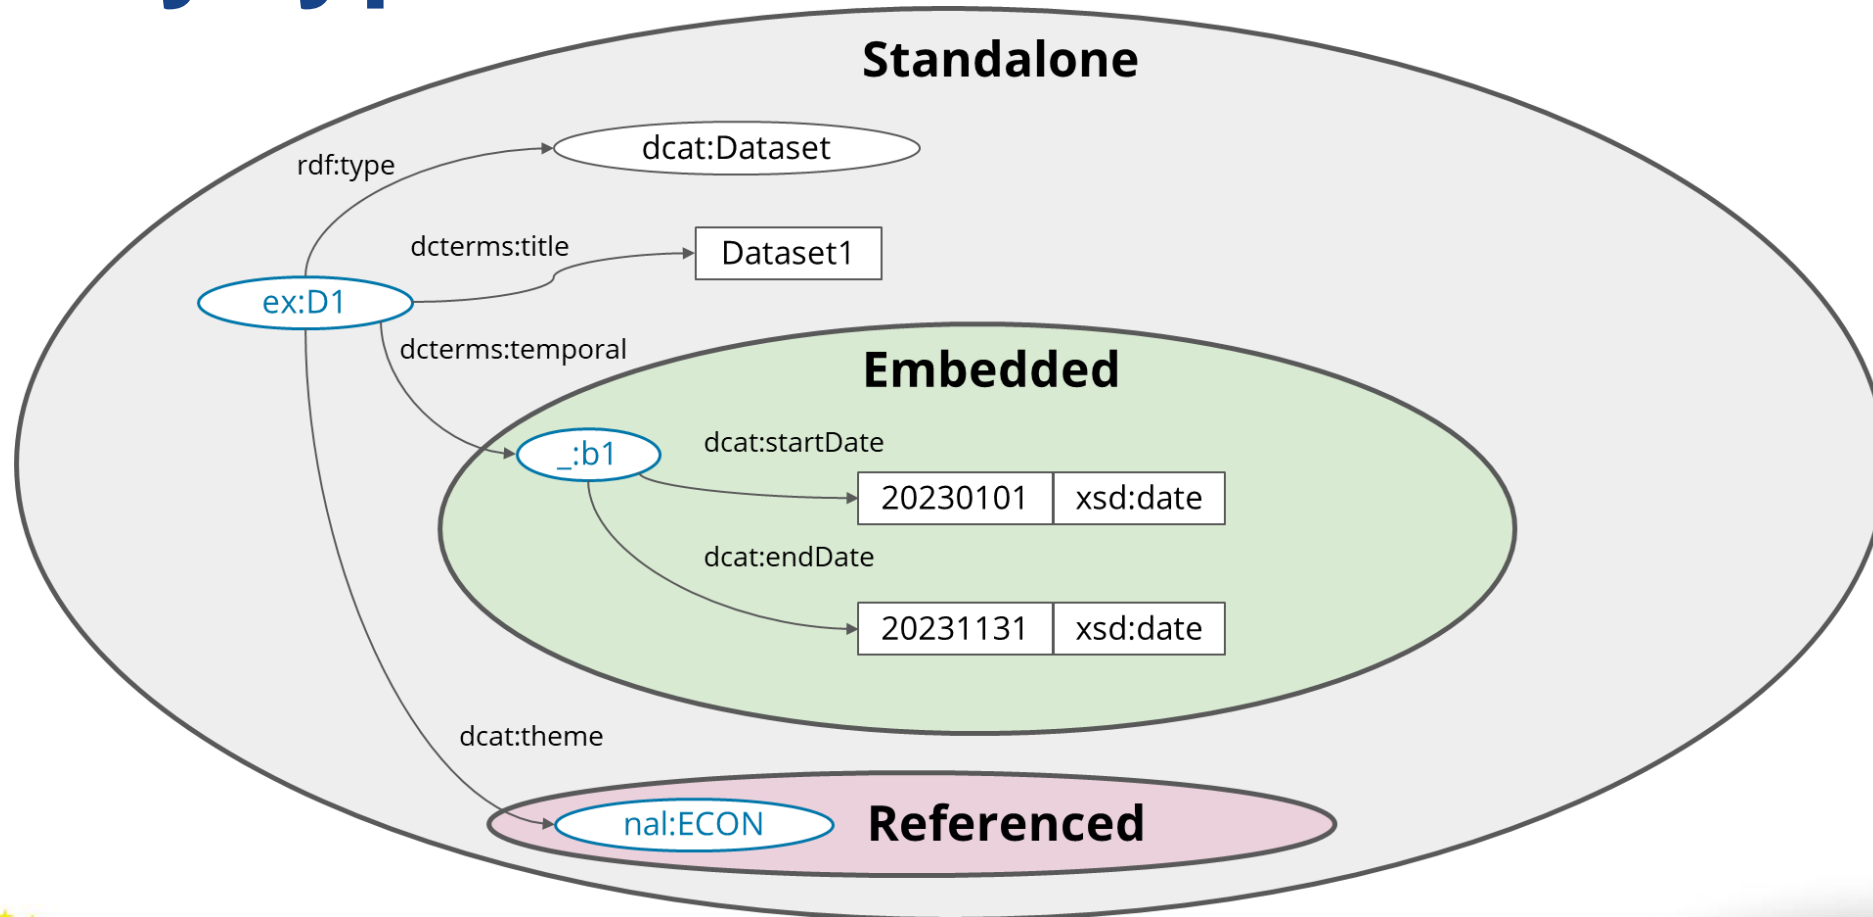 Standalone
dcat:Dataset
rdf:type
dcterms:title
Dataset1
ex:D1
dcterms:temporal
Embedded
_:b1
dcat:startDate
20230101 xsd:date
dcat:endDate
20231131 xsd:date
dcat:theme
nal:ECON
Referenced